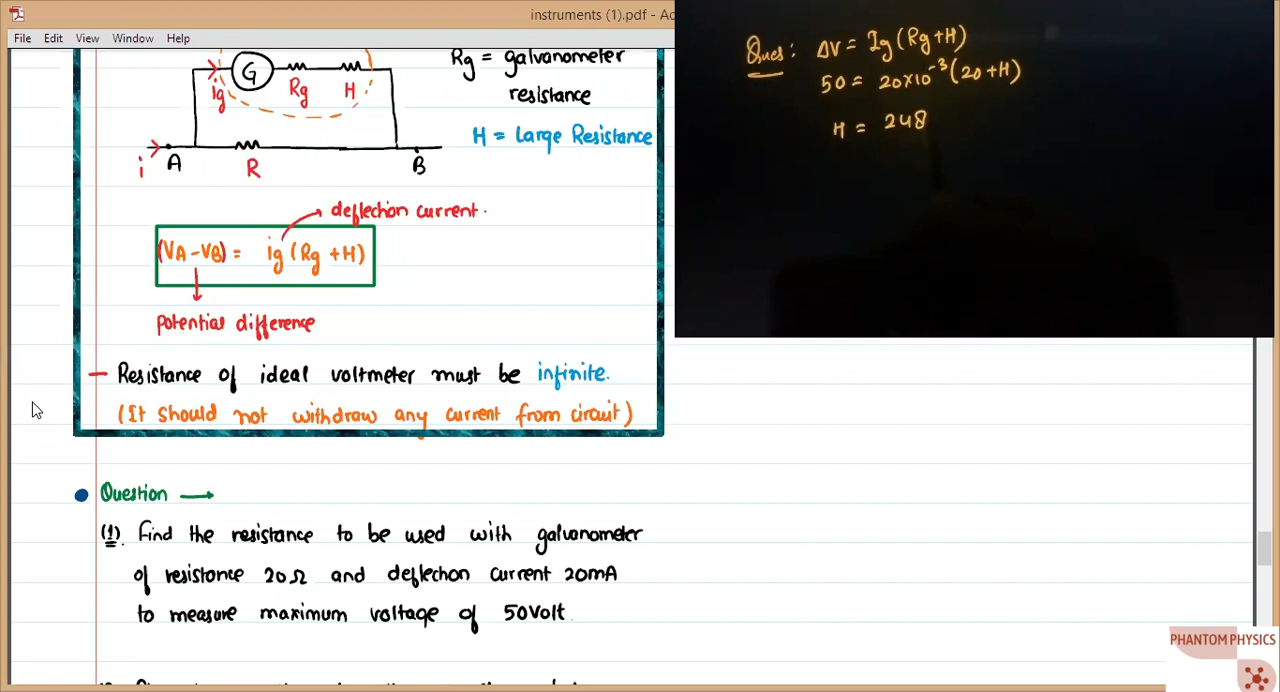 instruments (1).pdf - A
File Edit View Window Help
G
ig Rg H
i A R B
Rg = galvanometer
resistance
H = Large Resistance
deflection current.
(VA - VB) = ig (Rg + H)
potential difference
— Resistance of ideal voltmeter must be infinite.
(It should not withdraw any current from circuit)
Question →
(1). Find the resistance to be used with galvanometer
of resistance 20Ω and deflection current 20mA
to measure maximum voltage of 50Volt.
Ques: ΔV = Ig (Rg+H)
50 = 20×10⁻³ (20+H)
H = 248
PHANTOM PHYSICS